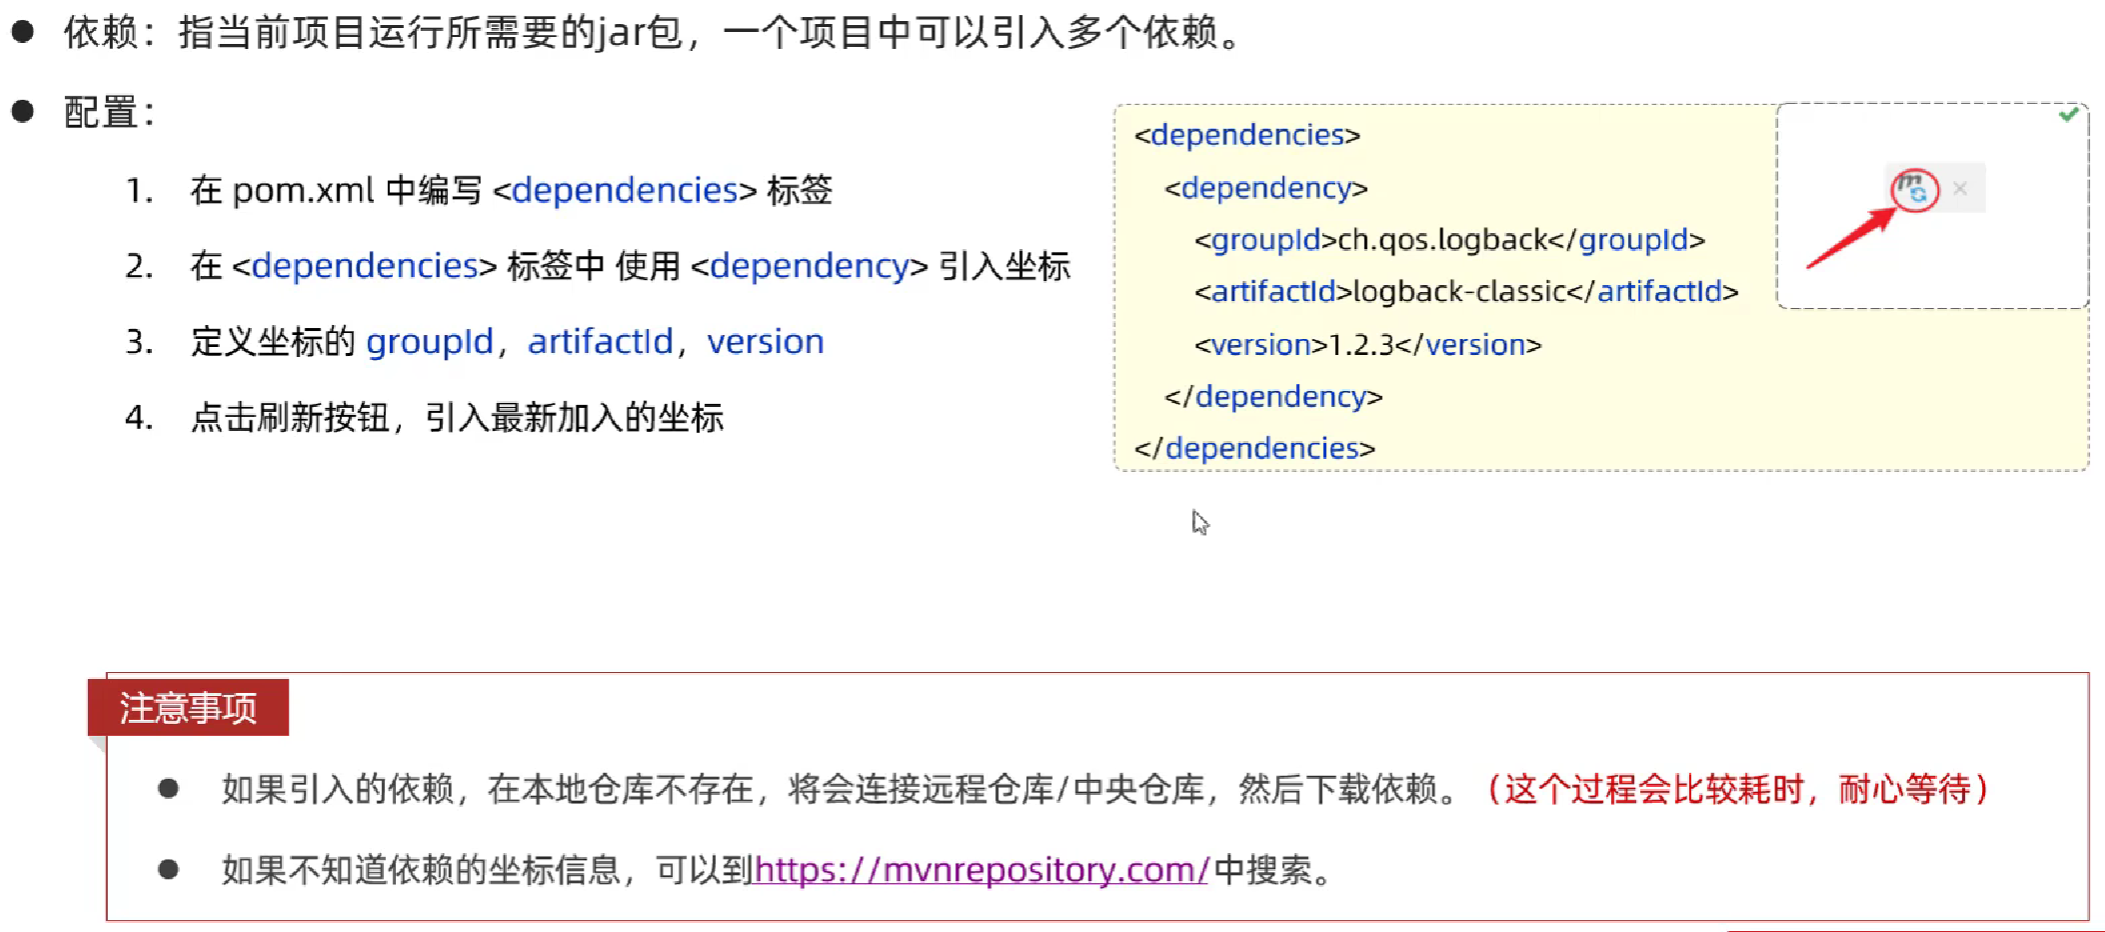 ● 依赖：指当前项目运行所需要的jar包，一个项目中可以引入多个依赖。
● 配置：
1. 在 pom.xml 中编写 <dependencies> 标签
2. 在 <dependencies> 标签中 使用 <dependency> 引入坐标
3. 定义坐标的 groupId，artifactId，version
4. 点击刷新按钮，引入最新加入的坐标
<dependencies>
<dependency>
<groupId>ch.qos.logback</groupId>
<artifactId>logback-classic</artifactId>
<version>1.2.3</version>
</dependency>
</dependencies>
m
注意事项
● 如果引入的依赖，在本地仓库不存在，将会连接远程仓库/中央仓库，然后下载依赖。（这个过程会比较耗时，耐心等待）
● 如果不知道依赖的坐标信息，可以到https://mvnrepository.com/中搜索。